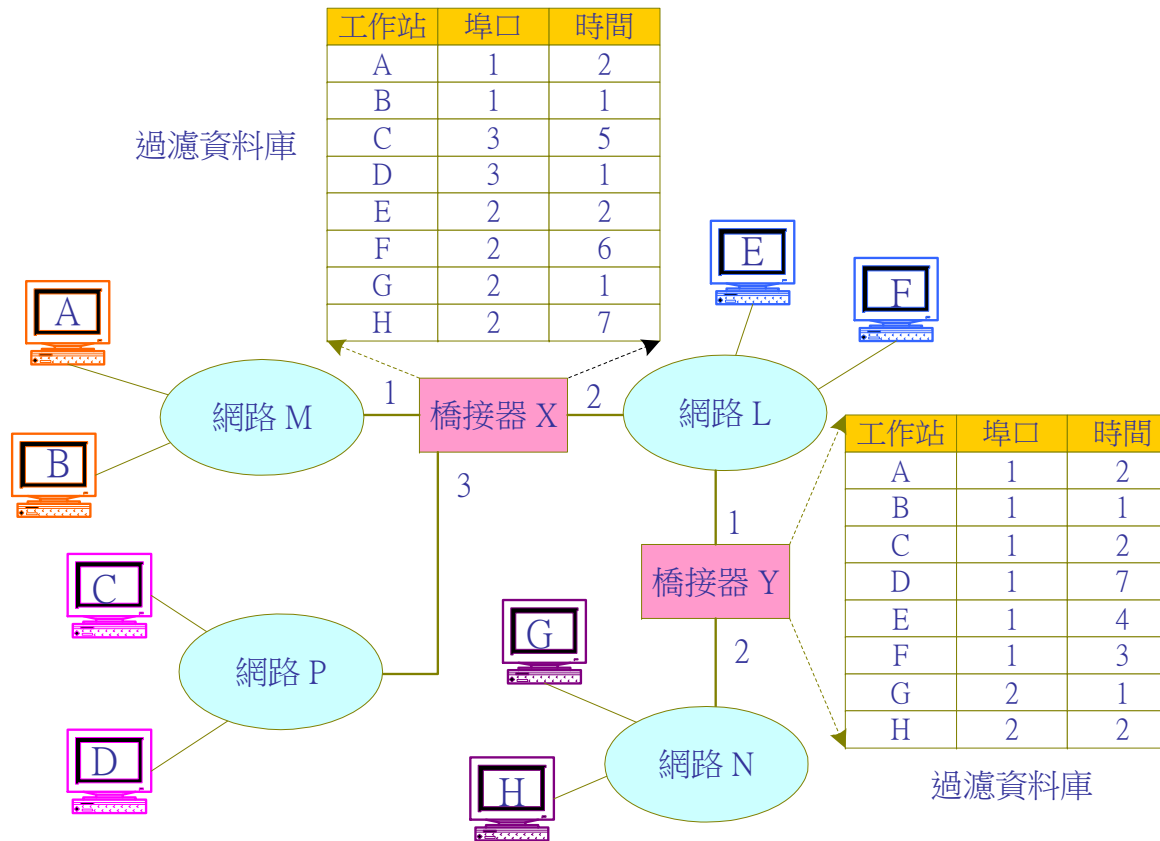 工作站 埠口 時間
A 1 2
B 1 1
C 3 5
D 3 1
E 2 2
F 2 6
G 2 1
H 2 7
過濾資料庫
A
B
C
D
E
F
G
H
網路 M
1
橋接器 X
2
3
網路 L
網路 P
1
橋接器 Y
2
網路 N
工作站 埠口 時間
A 1 2
B 1 1
C 1 2
D 1 7
E 1 4
F 1 3
G 2 1
H 2 2
過濾資料庫